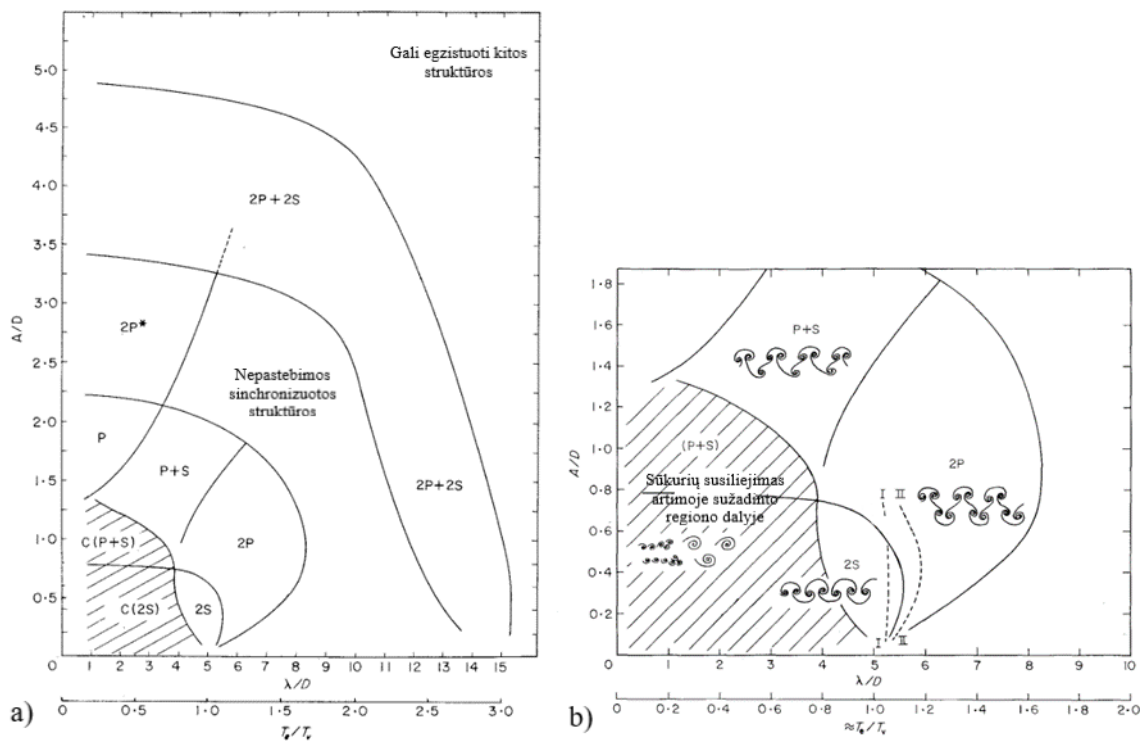 Gali egzistuoti kitos
struktūros
5·0
4·5
4·0
3·5
3·0
2·5
2·0
1·5
1·0
0·5
A/D
2P+2S
2P*
Nepastebimos
sinchronizuotos
struktūros
P
P+S
2P+2S
C(P+S)
2P
C(2S)
2S
0 1 2 3 4 5 6 7 8 9 10 11 12 13 14 15
λ/D
0 0·5 1·0 1·5 2·0 2·5 3·0
Te/Tv
a)
1·8
1·6
1·4
1·2
1·0
0·8
0·6
0·4
0·2
A/D
P+S
(P+S)
2P
Sūkurių susiliejimas
artimoje sužadinto
regiono dalyje
I II
2S
I II
0 1 2 3 4 6 7 8 9 10
λ/D
0 0·2 0·4 0·6 0·8 1·0 1·2 1·4 1·6 1·8 2·0
≈Te/Tv
b)